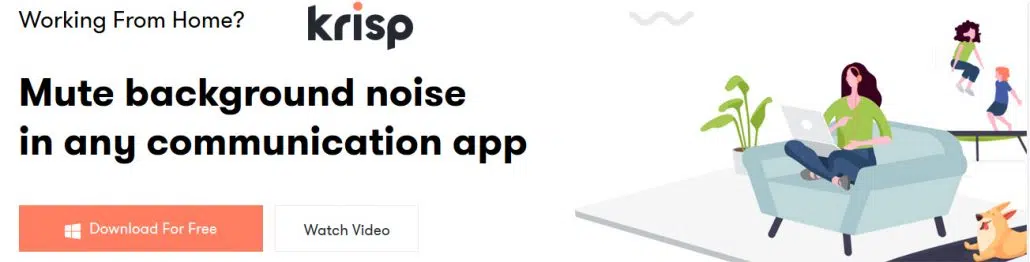 Working From Home?
krisp
Mute background noise
in any communication app
Download For Free
Watch Video